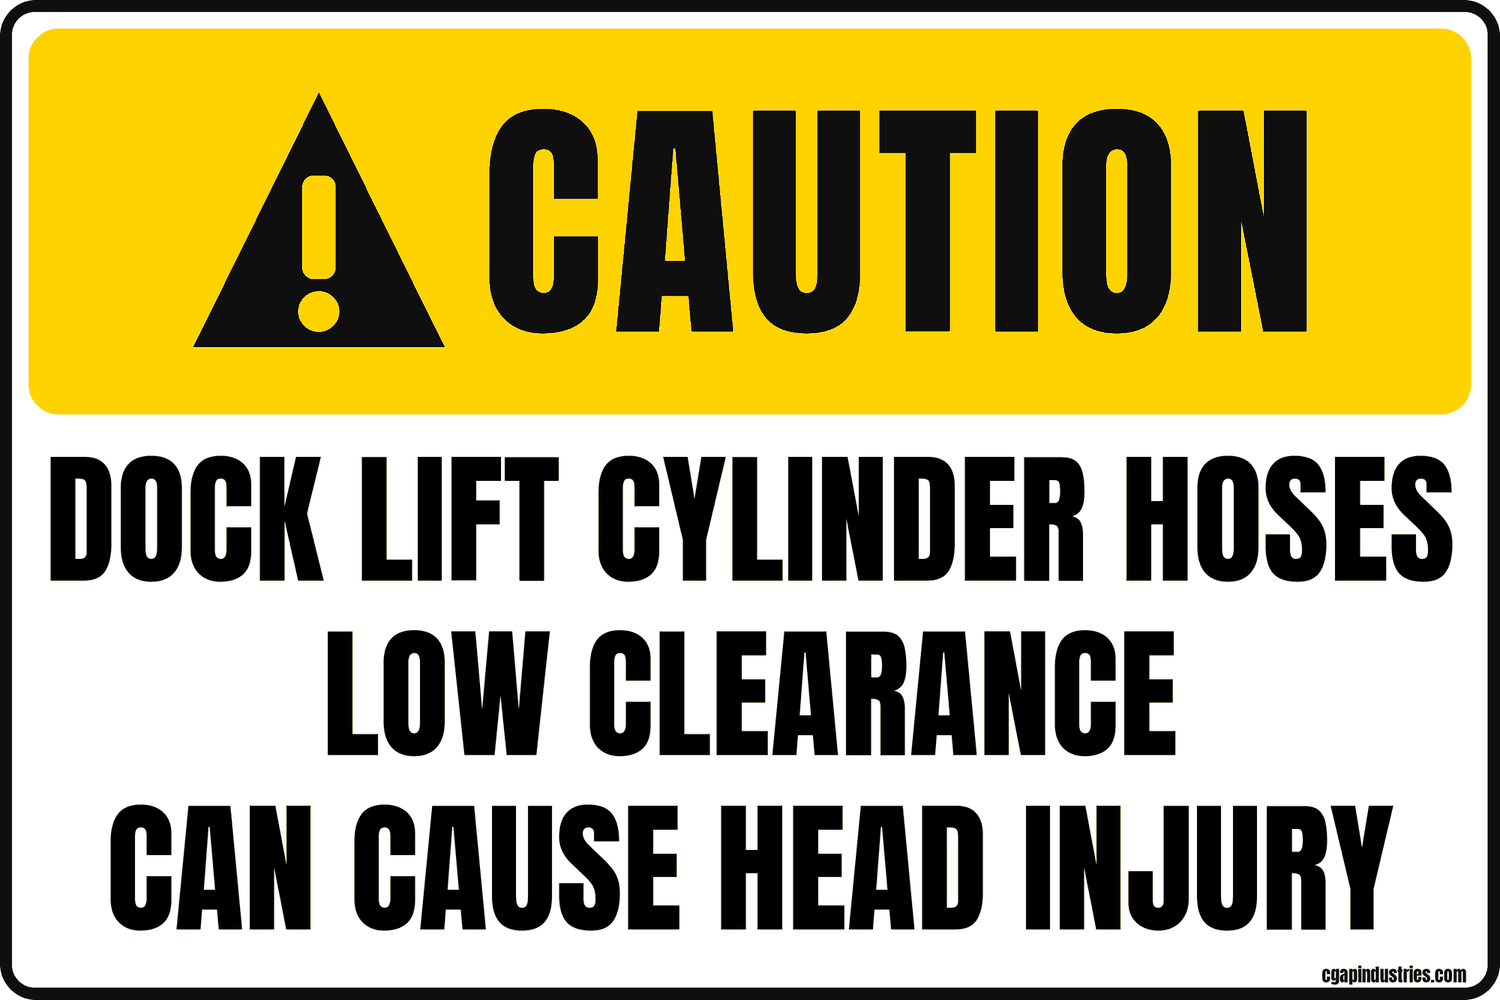 CAUTION
DOCK LIFT CYLINDER HOSES
LOW CLEARANCE
CAN CAUSE HEAD INJURY
cgapindustries.com